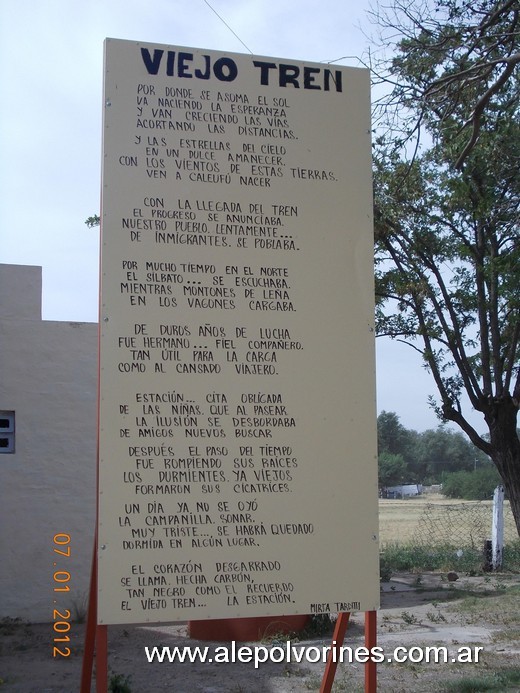 VIEJO TREN
POR DONDE SE ASOMA EL SOL
VA NACIENDO LA ESPERANZA
Y VAN CRECIENDO LAS VÍAS
ACORTANDO LAS DISTANCIAS.
Y LAS ESTRELLAS DEL CIELO
EN UN DULCE AMANECER.
CON LOS VIENTOS DE ESTAS TIERRAS.
VEN A CALEUFÚ NACER
CON LA LLEGADA DEL TREN
EL PROGRESO SE ANUNCIABA.
NUESTRO PUEBLO, LENTAMENTE...
DE INMIGRANTES. SE POBLABA.
POR MUCHO TIEMPO EN EL NORTE
EL SILBATO... SE ESCUCHABA.
MIENTRAS MONTONES DE LEÑA
EN LOS VAGONES CARGABA.
DE DUROS AÑOS DE LUCHA
FUE HERMANO... FIEL COMPAÑERO.
TAN ÚTIL PARA LA CARGA
COMO AL CANSADO VIAJERO.
ESTACIÓN... CITA OBLIGADA
DE LAS NIÑAS. QUE AL PASEAR
LA ILUSIÓN SE DESBORDABA
DE AMIGOS NUEVOS BUSCAR
DESPUÉS EL PASO DEL TIEMPO
FUE ROMPIENDO SUS RAÍCES
LOS DURMIENTES. YA VIEJOS
FORMARON SUS CICATRICES.
UN DÍA YA NO SE OYÓ
LA CAMPANILLA. SONAR.
MUY TRISTE... SE HABRÁ QUEDADO
DORMIDA EN ALGÚN LUGAR.
EL CORAZÓN DESGARRADO
SE LLAMA. HECHA CARBÓN,
TAN NEGRO COMO EL RECUERDO
EL VIEJO TREN... LA ESTACIÓN.
MIRTA
07.01.2012
www.alepolvorines.com.ar